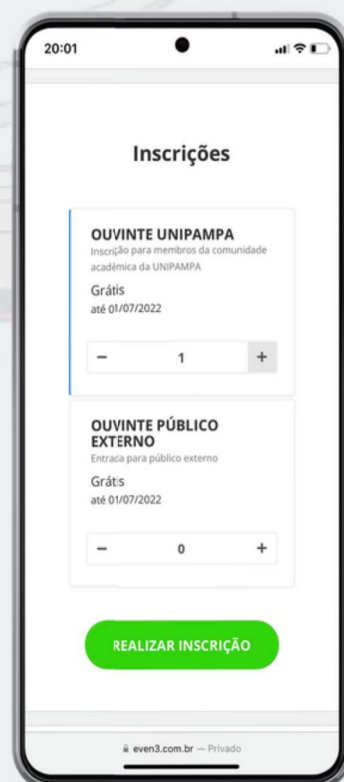 20:01
Inscrições
OUVINTE UNIPAMPA
Inscrição para membros da comunidade
acadêmica da UNIPAMPA
Grátis
até 01/07/2022
− 1 +
OUVINTE PÚBLICO
EXTERNO
Entrada para público externo
Grátis
até 01/07/2022
− 0 +
REALIZAR INSCRIÇÃO
even3.com.br — Privado